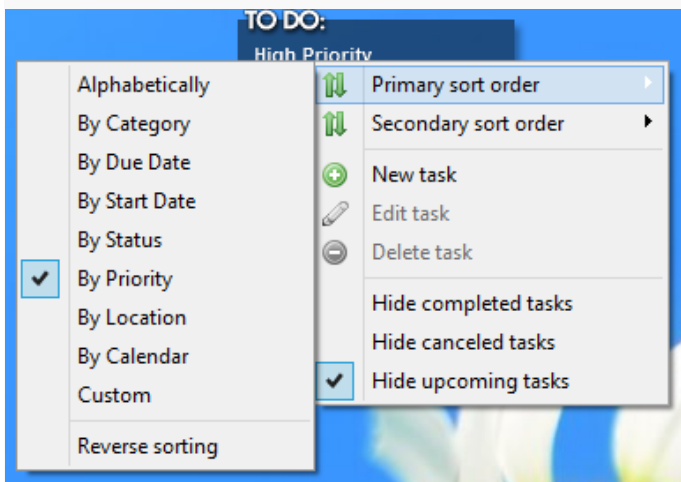 TO DO:
High Priority
Alphabetically
By Category
By Due Date
By Start Date
By Status
By Priority
By Location
By Calendar
Custom
Reverse sorting
Primary sort order
Secondary sort order
New task
Edit task
Delete task
Hide completed tasks
Hide canceled tasks
Hide upcoming tasks